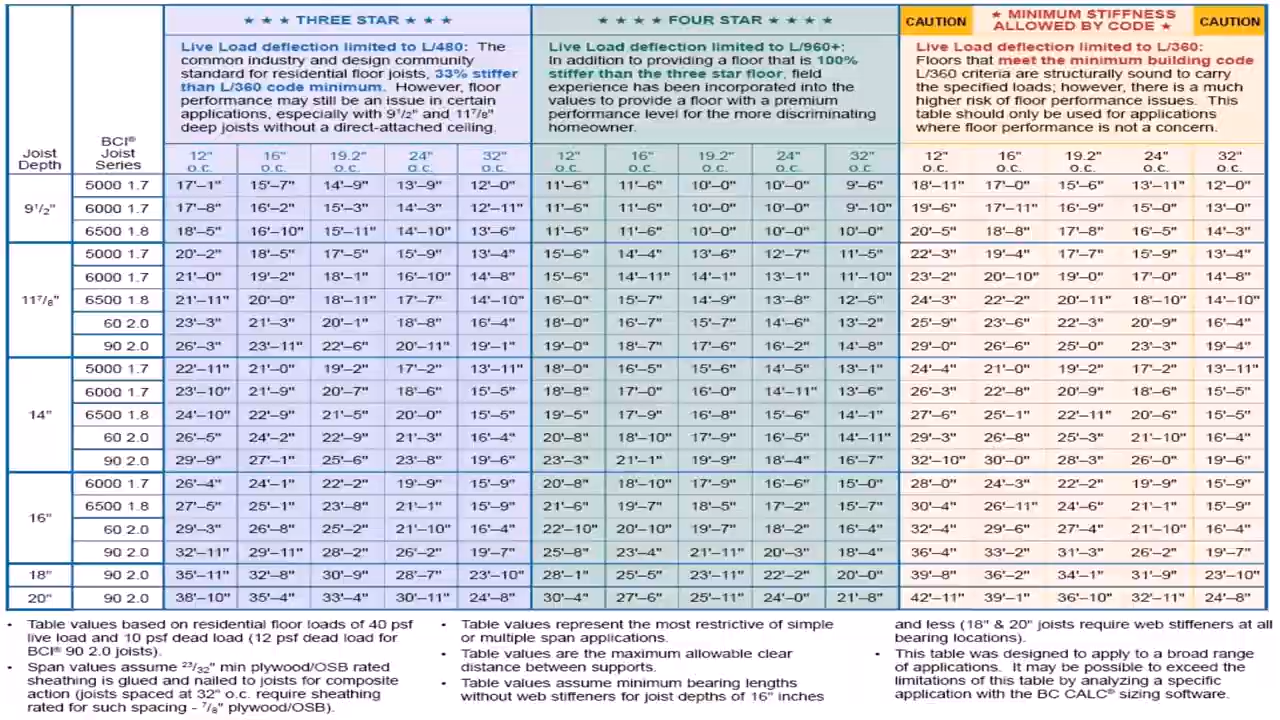 ★ ★ ★ THREE STAR ★ ★ ★
★ ★ ★ ★ FOUR STAR ★ ★ ★ ★
CAUTION
★ MINIMUM STIFFNESS
ALLOWED BY CODE ★
CAUTION
Live Load deflection limited to L/480: The
common industry and design community
standard for residential floor joists, 33% stiffer
than L/360 code minimum. However, floor
performance may still be an issue in certain
applications, especially with 9½" and 11⅞"
deep joists without a direct-attached ceiling.
Live Load deflection limited to L/960+:
In addition to providing a floor that is 100%
stiffer than the three star floor, field
experience has been incorporated into the
values to provide a floor with a premium
performance level for the more discriminating
homeowner.
Live Load deflection limited to L/360:
Floors that meet the minimum building code
L/360 criteria are structurally sound to carry
the specified loads; however, there is a much
higher risk of floor performance issues. This
table should only be used for applications
where floor performance is not a concern.
Joist
Depth
BCI®
Joist
Series
12" 16" 19.2" 24" 32" 12" 16" 19.2" 24" 32" 12" 16" 19.2" 24" 32"
o.c. o.c. o.c. o.c. o.c. o.c. o.c. o.c. o.c. o.c. o.c. o.c. o.c. o.c. o.c.
5000 1.7 17'–1" 15'–7" 14'–9" 13'–9" 12'–0" 11'–6" 11'–6" 10'–0" 10'–0" 9'–6" 18'–11" 17'–0" 15'–6" 13'–11" 12'–0"
9½" 6000 1.7 17'–8" 16'–2" 15'–3" 14'–3" 12'–11" 11'–6" 11'–6" 10'–0" 10'–0" 9'–10" 19'–6" 17'–11" 16'–9" 15'–0" 13'–0"
6500 1.8 18'–5" 16'–10" 15'–11" 14'–10" 13'–6" 11'–6" 11'–6" 10'–0" 10'–0" 10'–0" 20'–5" 18'–8" 17'–8" 16'–5" 14'–3"
5000 1.7 20'–2" 18'–5" 17'–5" 15'–9" 13'–4" 15'–6" 14'–4" 13'–6" 12'–7" 11'–5" 22'–3" 19'–4" 17'–8" 15'–9" 13'–4"
6000 1.7 21'–0" 19'–2" 18'–1" 16'–10" 14'–8" 15'–6" 14'–11" 14'–1" 13'–1" 11'–10" 23'–2" 20'–10" 19'–0" 17'–0" 14'–8"
11⅞" 6500 1.8 21'–11" 20'–0" 18'–11" 17'–7" 14'–10" 16'–0" 15'–7" 14'–9" 13'–8" 12'–5" 24'–3" 22'–2" 20'–11" 18'–10" 14'–10"
60 2.0 23'–3" 21'–3" 20'–1" 18'–8" 16'–4" 18'–0" 16'–7" 15'–7" 14'–6" 13'–2" 25'–9" 23'–6" 22'–3" 20'–9" 16'–4"
90 2.0 26'–3" 23'–11" 22'–6" 20'–11" 19'–1" 19'–0" 18'–7" 17'–6" 16'–2" 14'–8" 29'–0" 26'–6" 25'–0" 23'–3" 19'–4"
5000 1.7 22'–11" 21'–0" 19'–2" 17'–2" 13'–11" 18'–0" 16'–5" 15'–6" 14'–5" 13'–1" 24'–4" 21'–0" 19'–2" 17'–2" 13'–11"
6000 1.7 23'–10" 21'–9" 20'–7" 18'–6" 15'–5" 18'–8" 17'–0" 16'–0" 14'–11" 13'–6" 26'–3" 22'–8" 20'–9" 18'–6" 15'–5"
14" 6500 1.8 24'–10" 22'–9" 21'–5" 20'–0" 15'–5" 19'–5" 17'–9" 16'–8" 15'–6" 14'–1" 27'–6" 25'–1" 22'–11" 20'–6" 15'–5"
60 2.0 26'–5" 24'–2" 22'–9" 21'–3" 16'–4" 20'–8" 18'–10" 17'–9" 16'–5" 14'–11" 29'–3" 26'–8" 25'–3" 21'–10" 16'–4"
90 2.0 29'–9" 27'–1" 25'–6" 23'–8" 19'–6" 23'–3" 21'–1" 19'–9" 18'–4" 16'–7" 32'–10" 30'–0" 28'–3" 26'–0" 19'–6"
6000 1.7 26'–4" 24'–1" 22'–2" 19'–9" 15'–9" 20'–8" 18'–10" 17'–9" 16'–6" 15'–0" 28'–0" 24'–3" 22'–2" 19'–9" 15'–9"
6500 1.8 27'–5" 25'–1" 23'–8" 21'–1" 15'–9" 21'–6" 19'–7" 18'–5" 17'–2" 15'–7" 30'–4" 26'–11" 24'–6" 21'–1" 15'–9"
16" 60 2.0 29'–3" 26'–8" 25'–2" 21'–10" 16'–4" 22'–10" 20'–10" 19'–7" 18'–2" 16'–4" 32'–4" 29'–6" 27'–4" 21'–10" 16'–4"
90 2.0 32'–11" 29'–11" 28'–2" 26'–2" 19'–7" 25'–8" 23'–4" 21'–11" 20'–3" 18'–4" 36'–4" 33'–2" 31'–3" 26'–2" 19'–7"
18" 90 2.0 35'–11" 32'–8" 30'–9" 28'–7" 23'–10" 28'–1" 25'–5" 23'–11" 22'–2" 20'–0" 39'–8" 36'–2" 34'–1" 31'–9" 23'–10"
20" 90 2.0 38'–10" 35'–4" 33'–4" 30'–11" 24'–8" 30'–4" 27'–6" 25'–11" 24'–0" 21'–8" 42'–11" 39'–1" 36'–10" 32'–11" 24'–8"
• Table values based on residential floor loads of 40 psf
live load and 10 psf dead load (12 psf dead load for
BCI® 90 2.0 joists).
• Span values assume 23/32" min plywood/OSB rated
sheathing is glued and nailed to joists for composite
action (joists spaced at 32" o.c. require sheathing
rated for such spacing - ⅞" plywood/OSB).
• Table values represent the most restrictive of simple
or multiple span applications.
• Table values are the maximum allowable clear
distance between supports.
• Table values assume minimum bearing lengths
without web stiffeners for joist depths of 16" inches
and less (18" & 20" joists require web stiffeners at all
bearing locations).
• This table was designed to apply to a broad range
of applications. It may be possible to exceed the
limitations of this table by analyzing a specific
application with the BC CALC® sizing software.